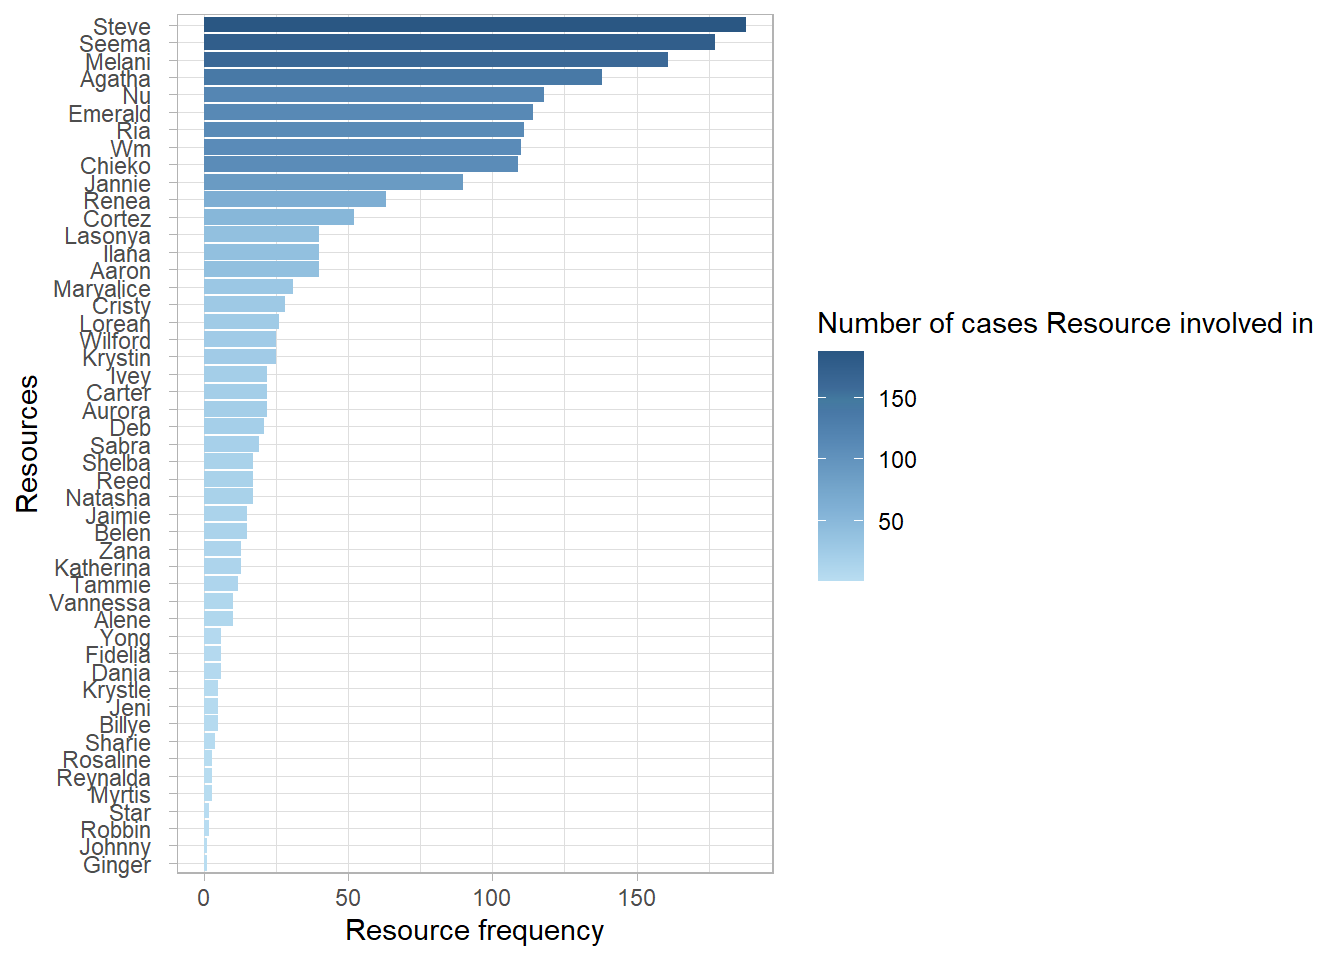 Steve
Seema
Melani
Agatha
Nu
Emerald
Ria
Wm
Chieko
Jannie
Renea
Cortez
Lasonya
Ilana
Aaron
Maryalice
Cristy
Lorean
Wilford
Krystin
Ivey
Carter
Aurora
Deb
Sabra
Shelba
Reed
Natasha
Jaimie
Belen
Zana
Katherina
Tammie
Vannessa
Alene
Yong
Fidelia
Dania
Krystle
Jeni
Billye
Sharie
Rosaline
Reynalda
Myrtis
Star
Robbin
Johnny
Ginger
Resources
0 50 100 150
Resource frequency
Number of cases Resource involved in
150
100
50